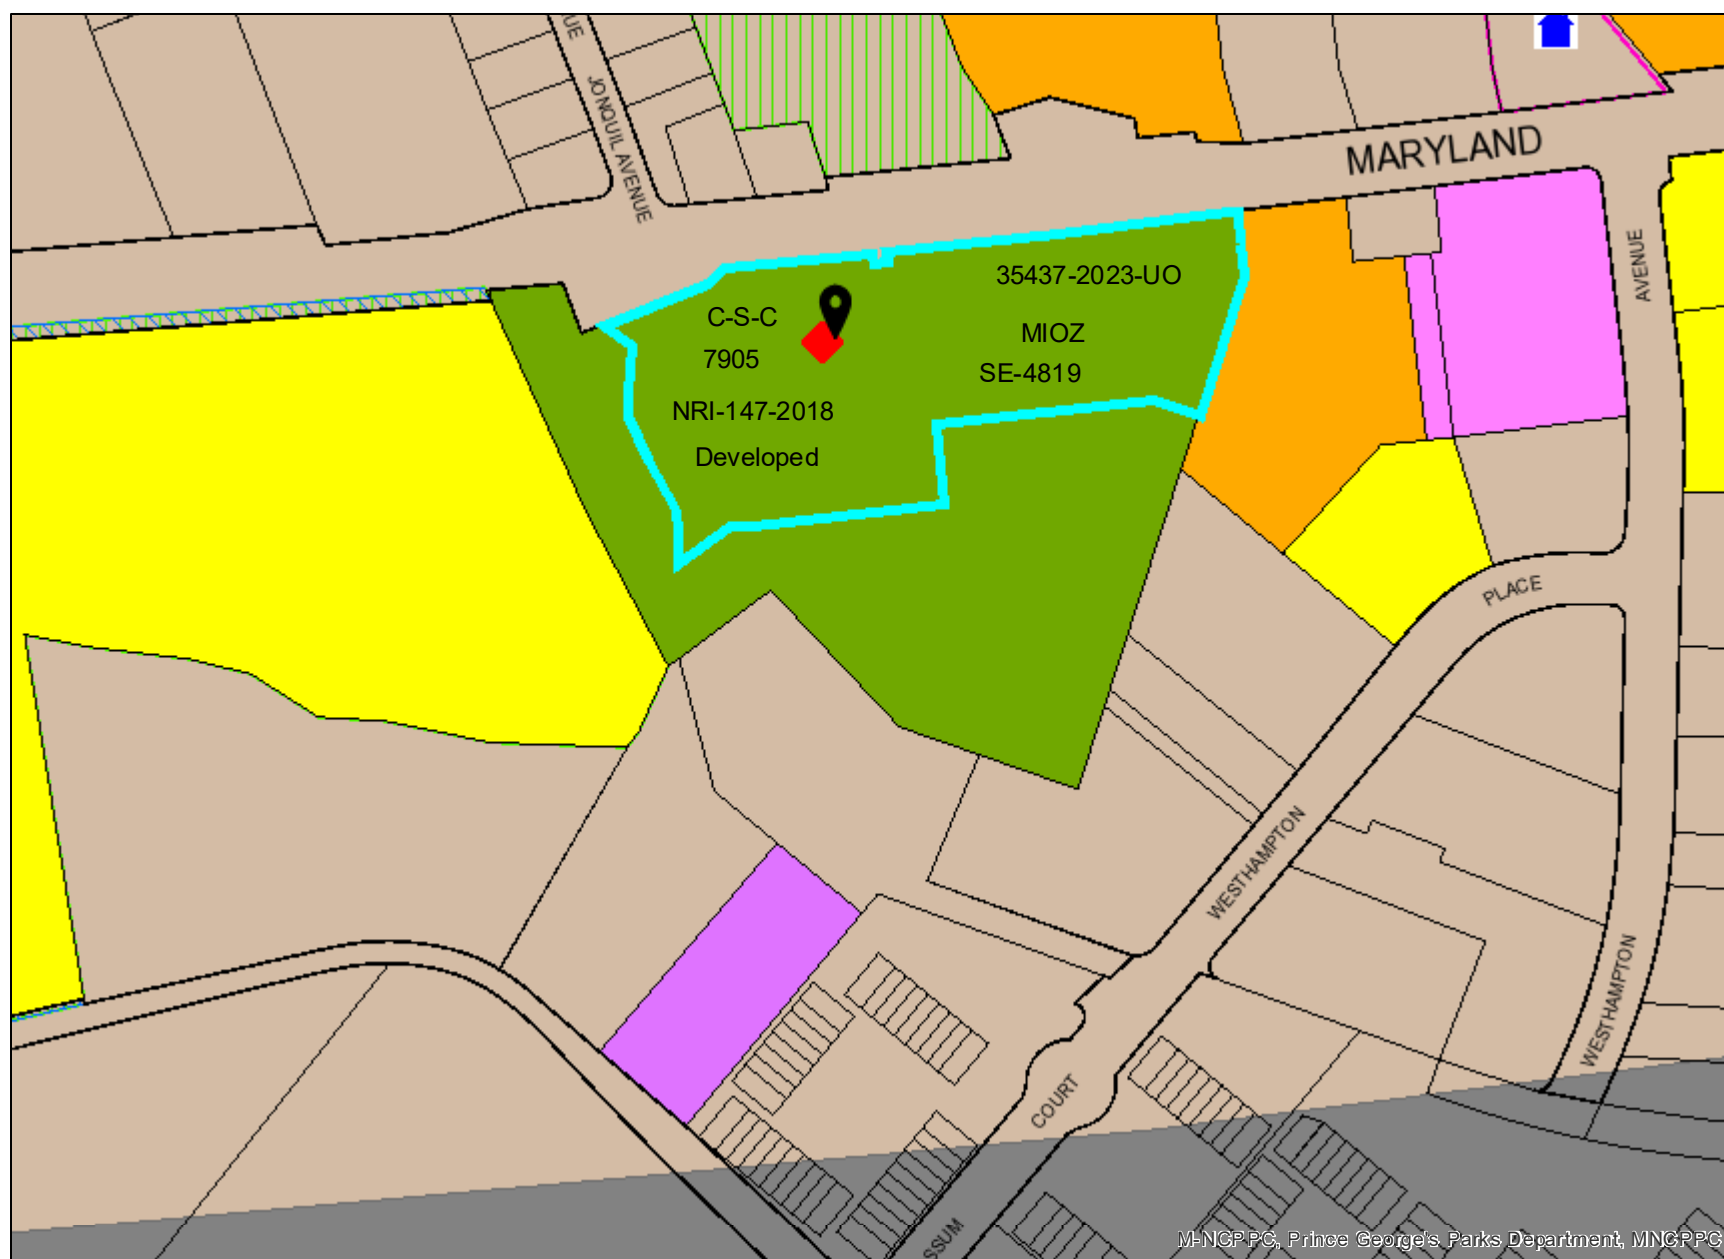 UE
JONQUIL AVENUE
MARYLAND
AVENUE
35437-2023-UO
C-S-C
MIOZ
7905
SE-4819
NRI-147-2018
Developed
PLACE
WESTHAMPTON
WESTHAMPTON
COURT
SSUM
M-NCPPC, Prince George's Parks Department, MNCPPC